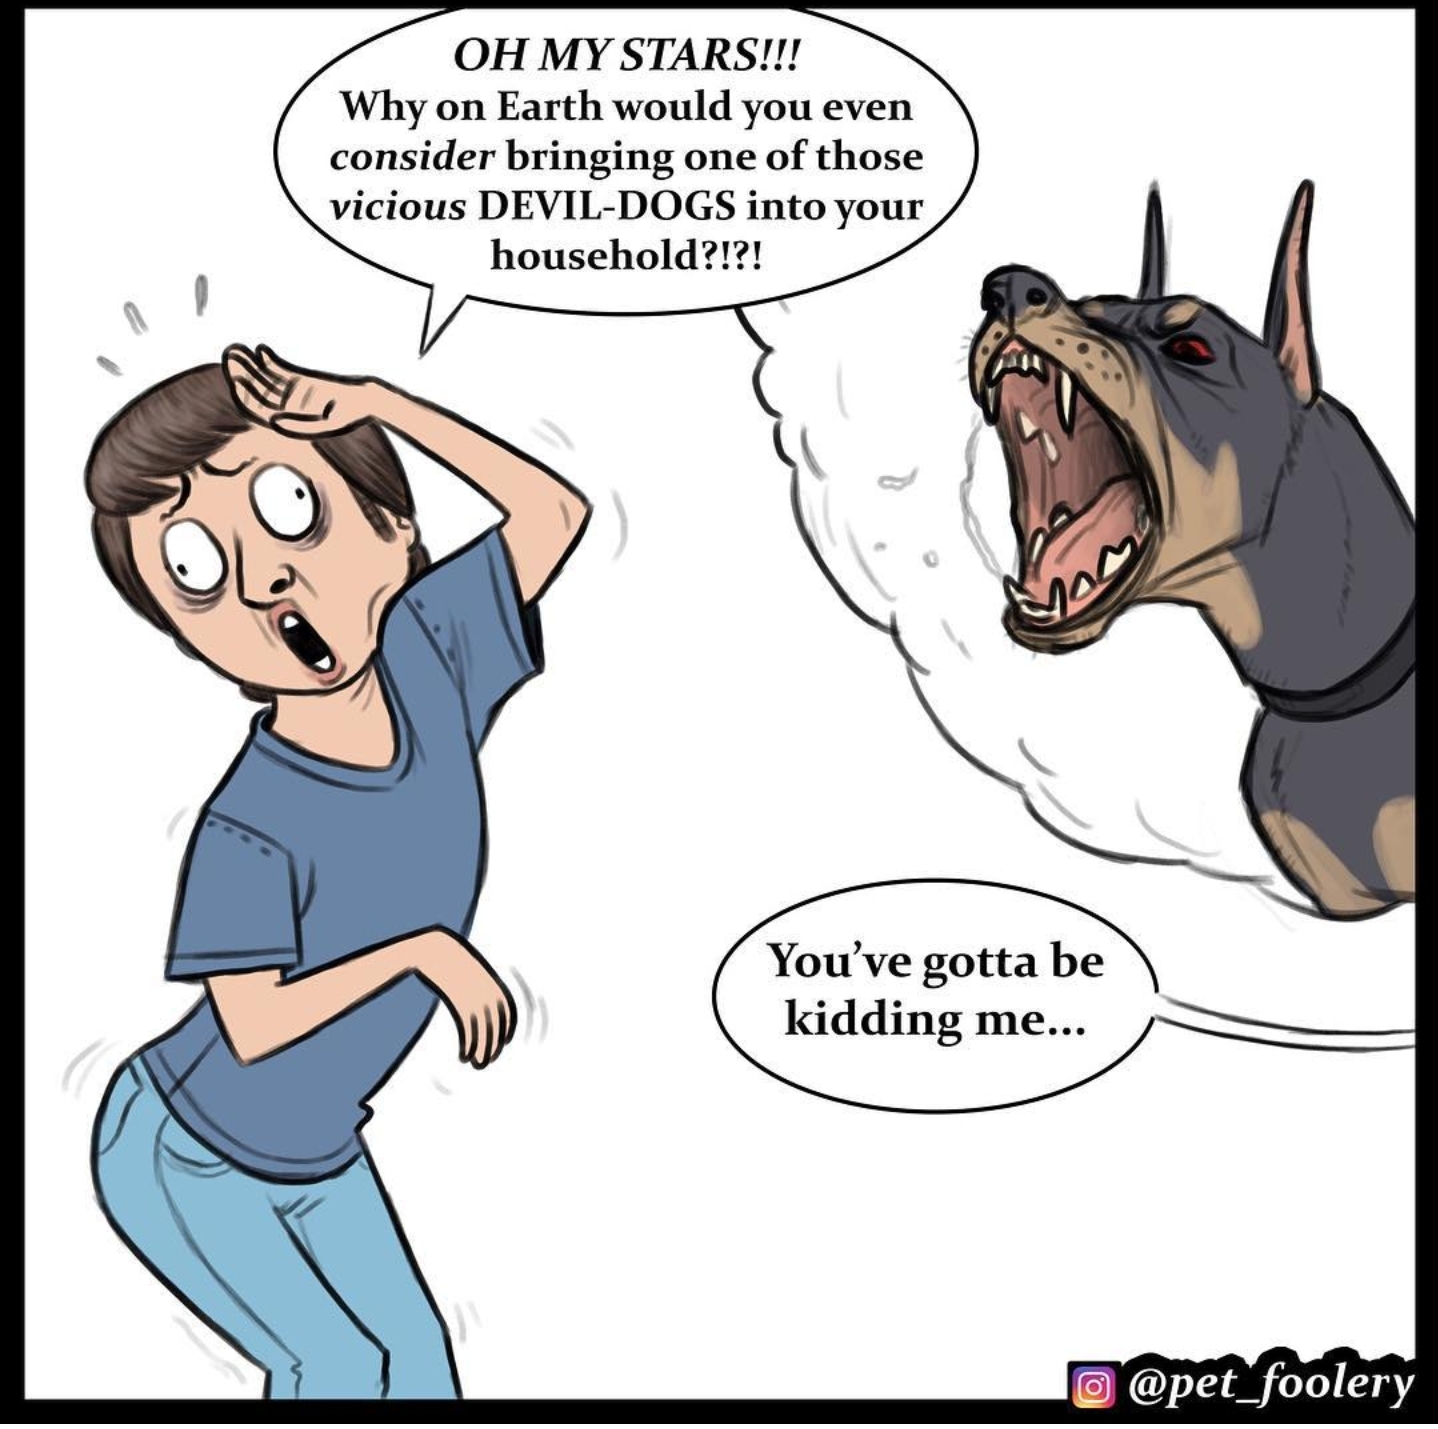 OH MY STARS!!!
Why on Earth would you even
consider bringing one of those
vicious DEVIL-DOGS into your
household?!?!
You’ve gotta be
kidding me...
@pet_foolery